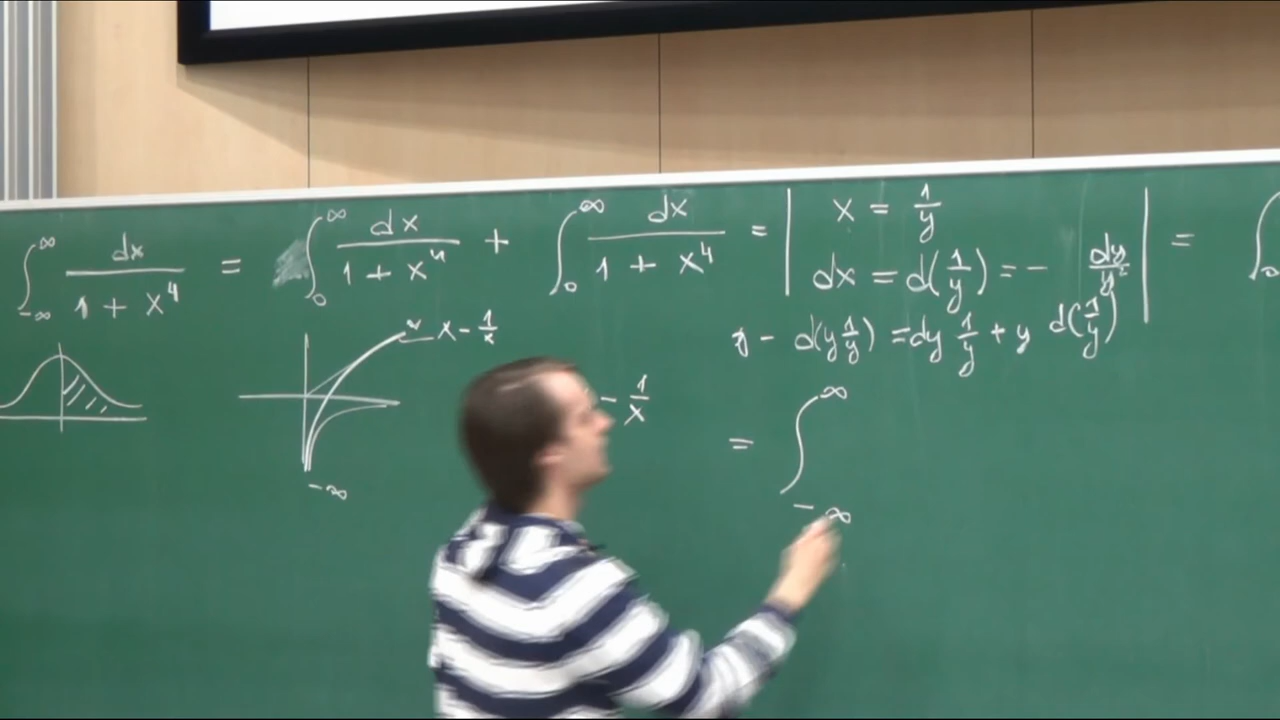 ∫_{-∞}^{∞} dx/(1 + x⁴) = ∫_0^∞ dx/(1 + x⁴) + ∫_0^∞ dx/(1 + x⁴) = | x = 1/y
dx = d(1/y) = - dy/y² | = ∫_0
x - 1/x
- d(y 1/y) = dy 1/y + y d(1/y)
- 1/x
= ∫_{-∞}^{∞}
-∞